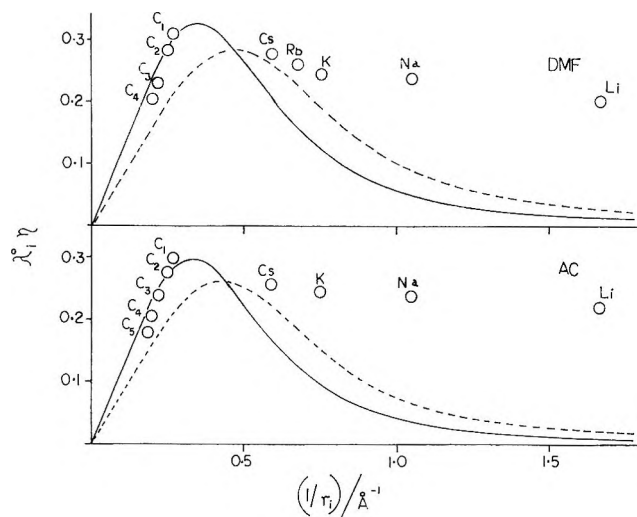 0.3
0.2
0.1
C₁
C₂
C₃
C₄
Cs
Rb
K
Na
DMF
Li
λ°ᵢ η
0.3
0.2
0.1
C₁
C₂
C₃
C₄
C₅
Cs
K
Na
AC
Li
0.5
1.0
1.5
(1/rᵢ)/Å⁻¹